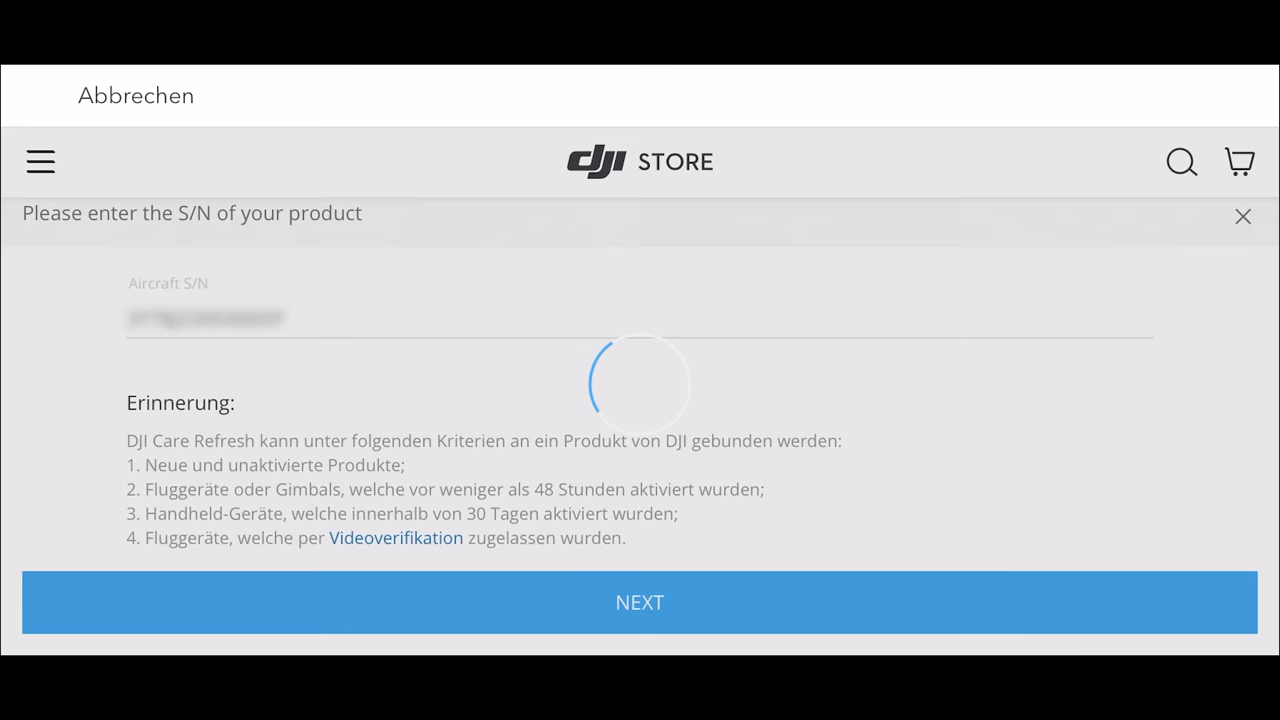 Abbrechen
dji STORE
Please enter the S/N of your product
Aircraft S/N
Erinnerung:
DJI Care Refresh kann unter folgenden Kriterien an ein Produkt von DJI gebunden werden:
1. Neue und unaktivierte Produkte;
2. Fluggeräte oder Gimbals, welche vor weniger als 48 Stunden aktiviert wurden;
3. Handheld-Geräte, welche innerhalb von 30 Tagen aktiviert wurden;
4. Fluggeräte, welche per Videoverifikation zugelassen wurden.
NEXT